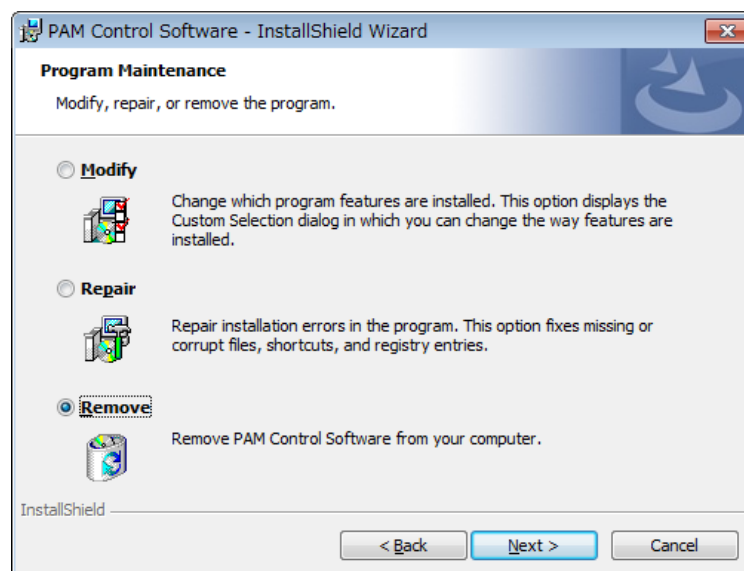 PAM Control Software - InstallShield Wizard
Program Maintenance
Modify, repair, or remove the program.
Modify
Change which program features are installed. This option displays the
Custom Selection dialog in which you can change the way features are
installed.
Repair
Repair installation errors in the program. This option fixes missing or
corrupt files, shortcuts, and registry entries.
Remove
Remove PAM Control Software from your computer.
InstallShield
< Back
Next >
Cancel